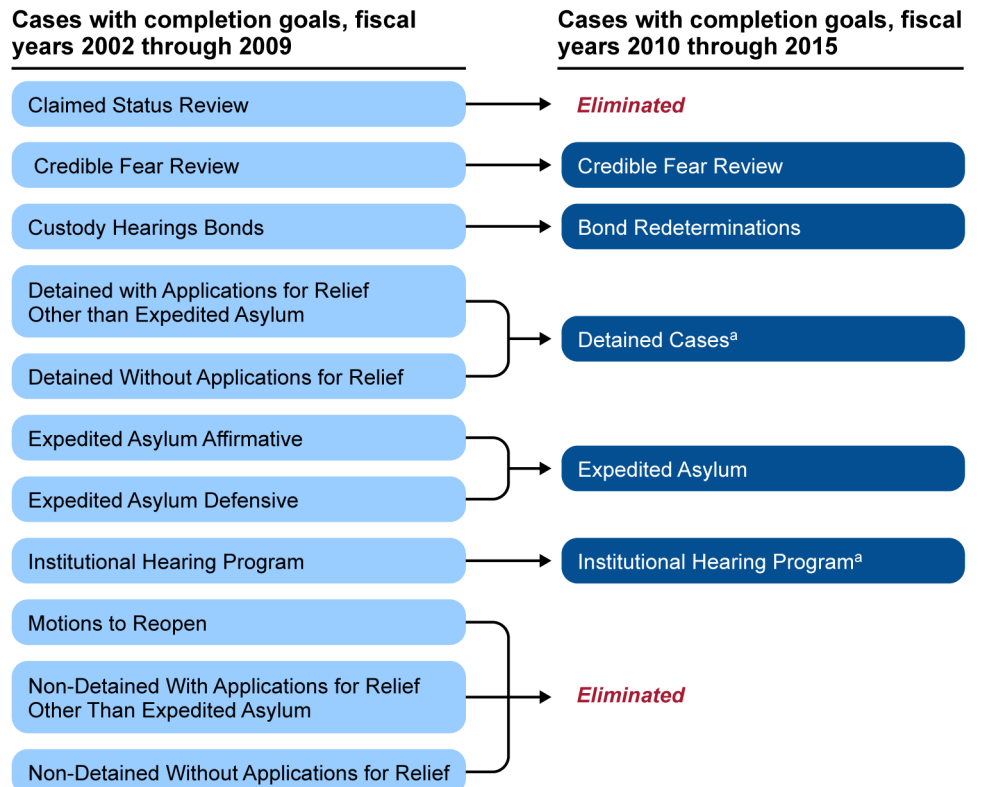 Cases with completion goals, fiscal
years 2002 through 2009
Cases with completion goals, fiscal
years 2010 through 2015
Claimed Status Review
Eliminated
Credible Fear Review
Credible Fear Review
Custody Hearings Bonds
Bond Redeterminations
Detained with Applications for Relief
Other than Expedited Asylum
Detained Without Applications for Relief
Detained Casesᵃ
Expedited Asylum Affirmative
Expedited Asylum Defensive
Expedited Asylum
Institutional Hearing Program
Institutional Hearing Programᵃ
Motions to Reopen
Non-Detained With Applications for Relief
Other Than Expedited Asylum
Non-Detained Without Applications for Relief
Eliminated